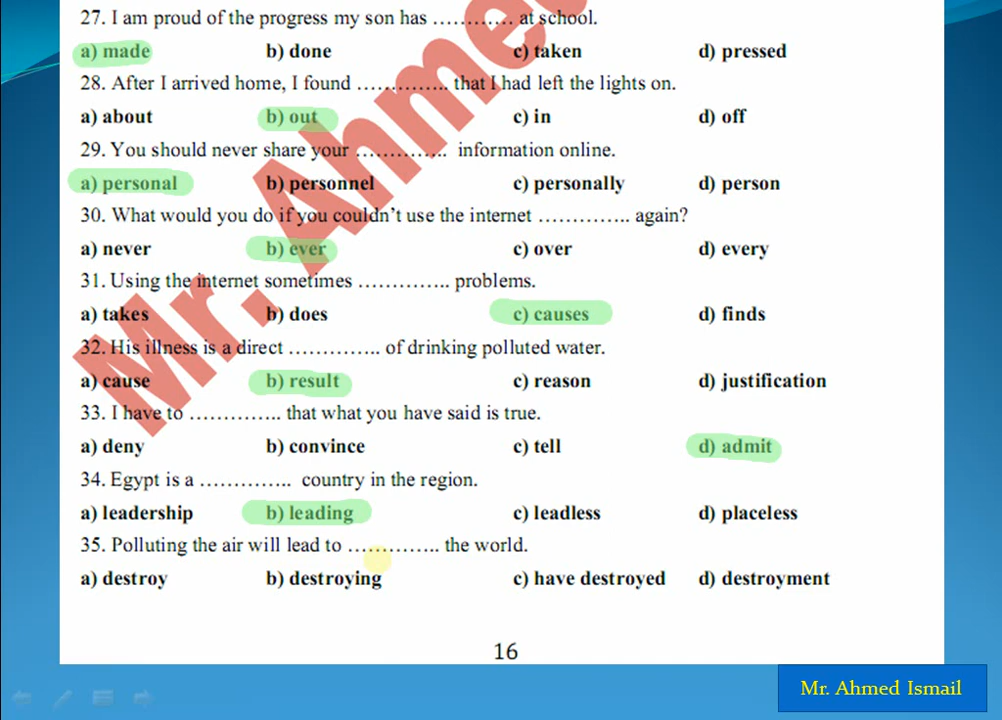 27. I am proud of the progress my son has ………… at school.
a) made b) done c) taken d) pressed
28. After I arrived home, I found ………….. that I had left the lights on.
a) about b) out c) in d) off
29. You should never share your ………….. information online.
a) personal b) personnel c) personally d) person
30. What would you do if you couldn't use the internet ………….. again?
a) never b) ever c) over d) every
31. Using the internet sometimes ………….. problems.
a) takes b) does c) causes d) finds
32. His illness is a direct ………….. of drinking polluted water.
a) cause b) result c) reason d) justification
33. I have to ………….. that what you have said is true.
a) deny b) convince c) tell d) admit
34. Egypt is a ………….. country in the region.
a) leadership b) leading c) leadless d) placeless
35. Polluting the air will lead to ………….. the world.
a) destroy b) destroying c) have destroyed d) destroyment
16
Mr. Ahmed Ismail
Mr. Ahmed